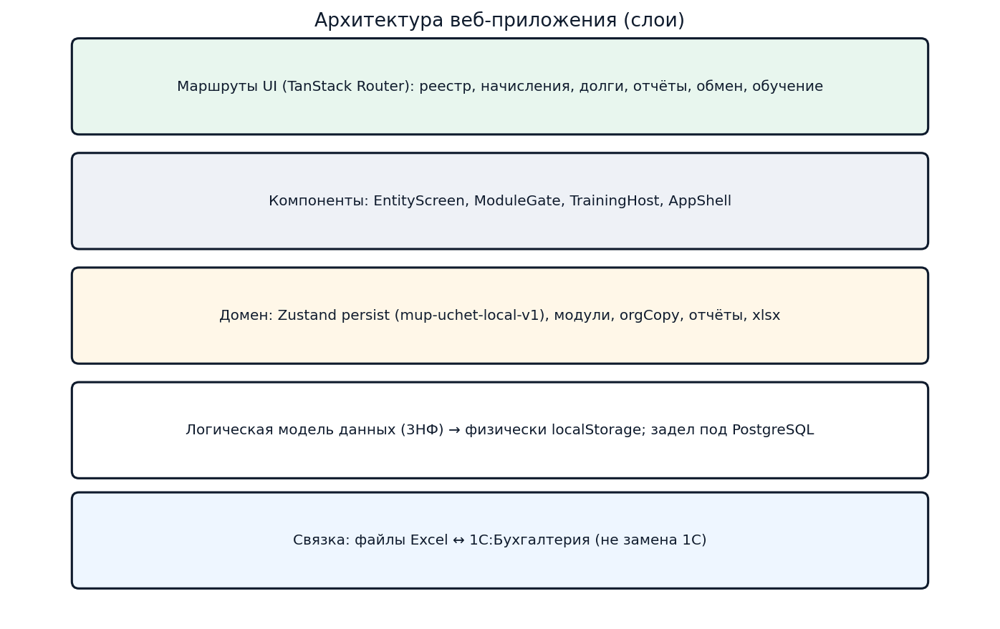 Архитектура веб-приложения (слои)
Маршруты UI (TanStack Router): реестр, начисления, долги, отчёты, обмен, обучение
Компоненты: EntityScreen, ModuleGate, TrainingHost, AppShell
Домен: Zustand persist (mup-uchet-local-v1), модули, orgCopy, отчёты, xlsx
Логическая модель данных (3НФ) → физически localStorage; задел под PostgreSQL
Связка: файлы Excel ↔ 1С:Бухгалтерия (не замена 1С)